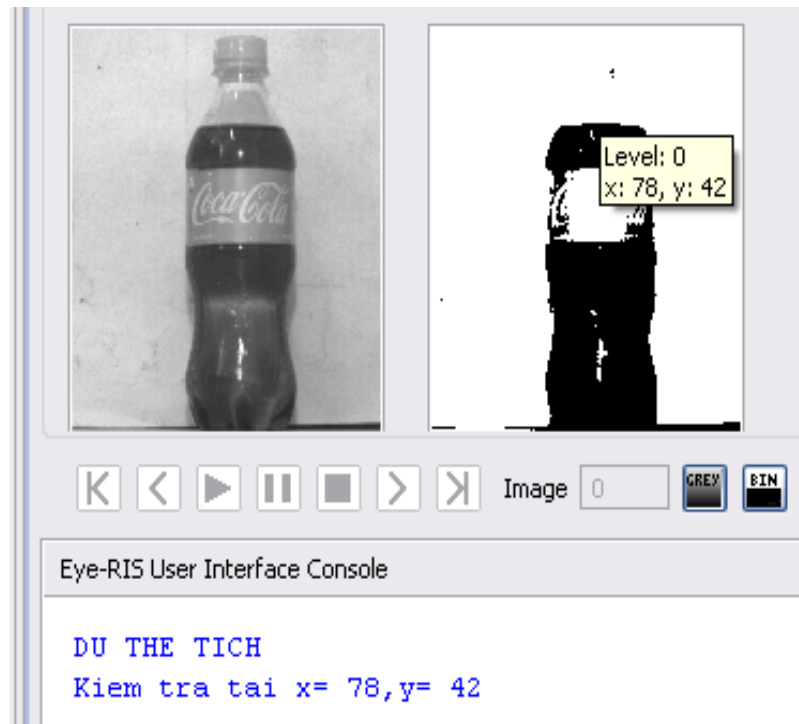 Coca-Cola
Level: 0
x: 78, y: 42
Image 0
GREY
BIN
Eye-RIS User Interface Console
DU THE TICH
Kiem tra tai x= 78,y= 42